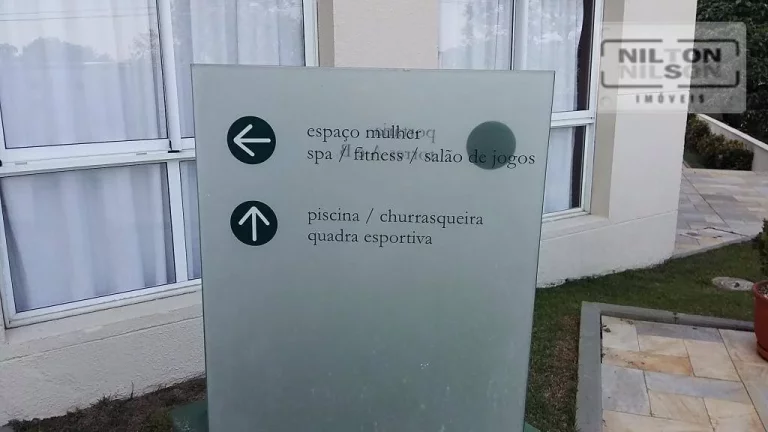 NILTON
NILSON
IMÓVEIS
espaço mulher
spa / fitness / salão de jogos
piscina / churrasqueira
quadra esportiva